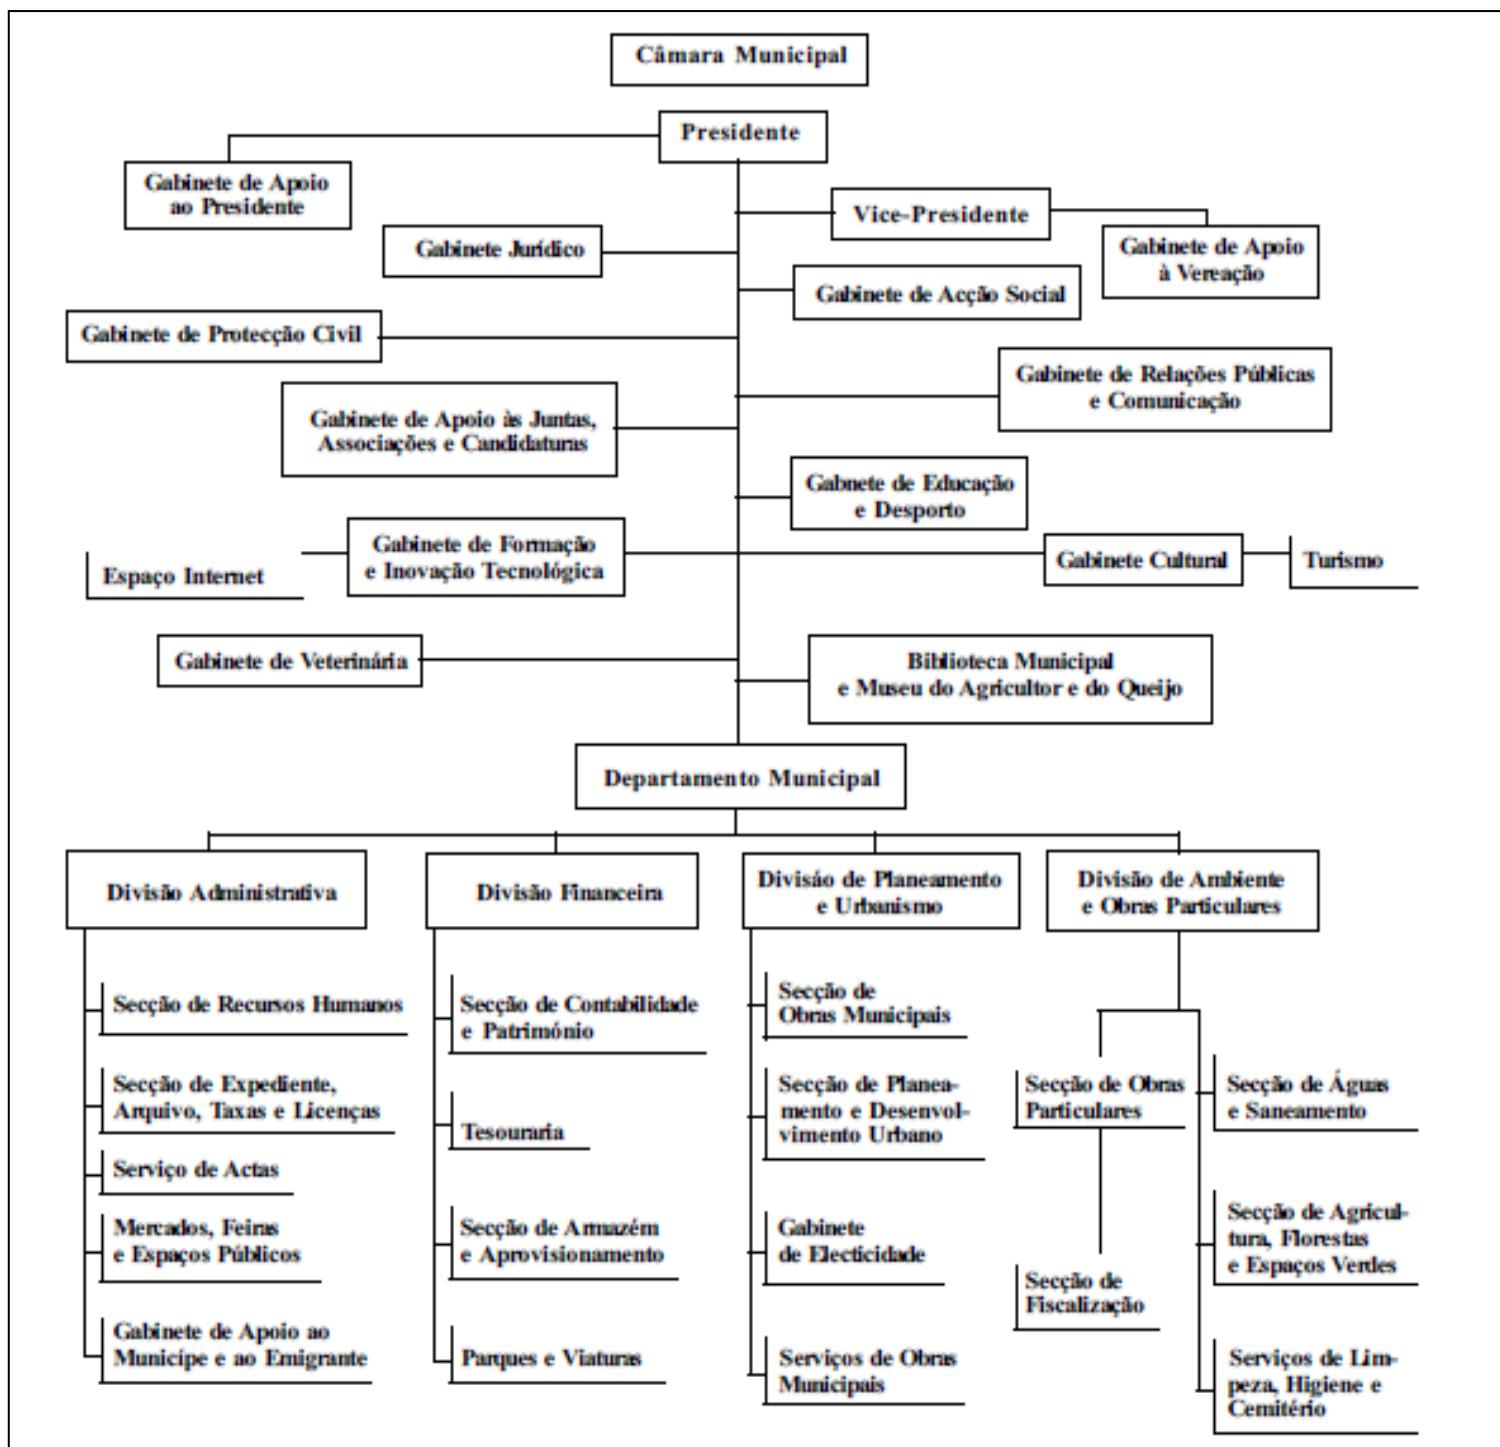 Câmara Municipal
Presidente
Gabinete de Apoio
ao Presidente
Vice-Presidente
Gabinete Jurídico
Gabinete de Apoio
à Vereação
Gabinete de Acção Social
Gabinete de Protecção Civil
Gabinete de Relações Públicas
e Comunicação
Gabinete de Apoio às Juntas,
Associações e Candidaturas
Gabnete de Educação
e Desporto
Espaço Internet
Gabinete de Formação
e Inovação Tecnológica
Gabinete Cultural
Turismo
Gabinete de Veterinária
Biblioteca Municipal
e Museu do Agricultor e do Queijo
Departamento Municipal
Divisão Administrativa
Divisão Financeira
Divisáo de Planeamento
e Urbanismo
Divisão de Ambiente
e Obras Particulares
Secção de Recursos Humanos
Secção de Expediente,
Arquivo, Taxas e Licenças
Serviço de Actas
Mercados, Feiras
e Espaços Públicos
Gabinete de Apoio ao
Municípe e ao Emigrante
Secção de Contabilidade
e Património
Tesouraria
Secção de Armazém
e Aprovisionamento
Parques e Viaturas
Secção de
Obras Municipais
Secção de Planea-
mento e Desenvol-
vimento Urbano
Gabinete
de Electicidade
Serviços de Obras
Municipais
Secção de Obras
Particulares
Secção de
Fiscalização
Secção de Águas
e Saneamento
Secção de Agricul-
tura, Florestas
e Espaços Verdes
Serviços de Lim-
peza, Higiene e
Cemitério